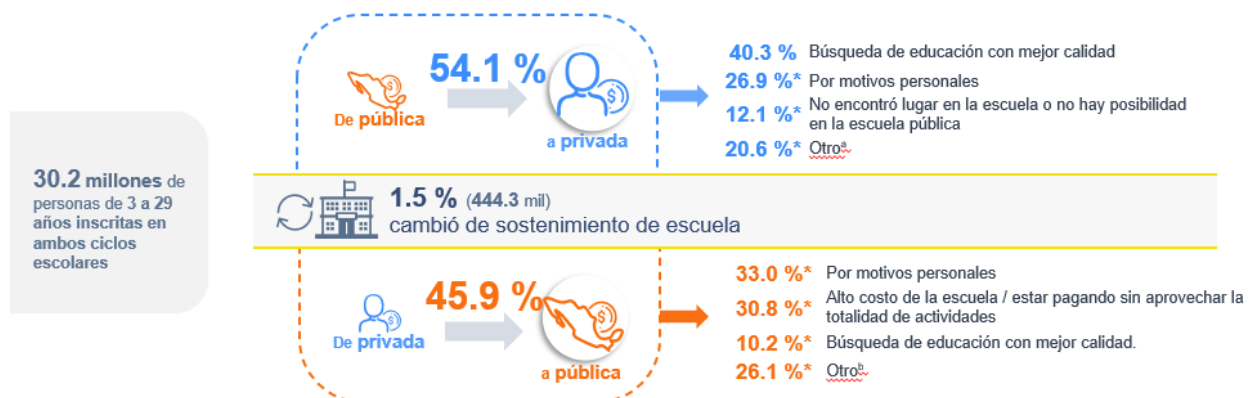 30.2 millones de
personas de 3 a 29
años inscritas en
ambos ciclos
escolares
De pública
54.1 %
$
a privada
40.3 % Búsqueda de educación con mejor calidad
26.9 %* Por motivos personales
12.1 %* No encontró lugar en la escuela o no hay posibilidad
en la escuela pública
20.6 %* Otroª
1.5 % (444.3 mil)
cambió de sostenimiento de escuela
De privada
45.9 %
$
a pública
33.0 %* Por motivos personales
30.8 %* Alto costo de la escuela / estar pagando sin aprovechar la
totalidad de actividades
10.2 %* Búsqueda de educación con mejor calidad.
26.1 %* Otroᵇ